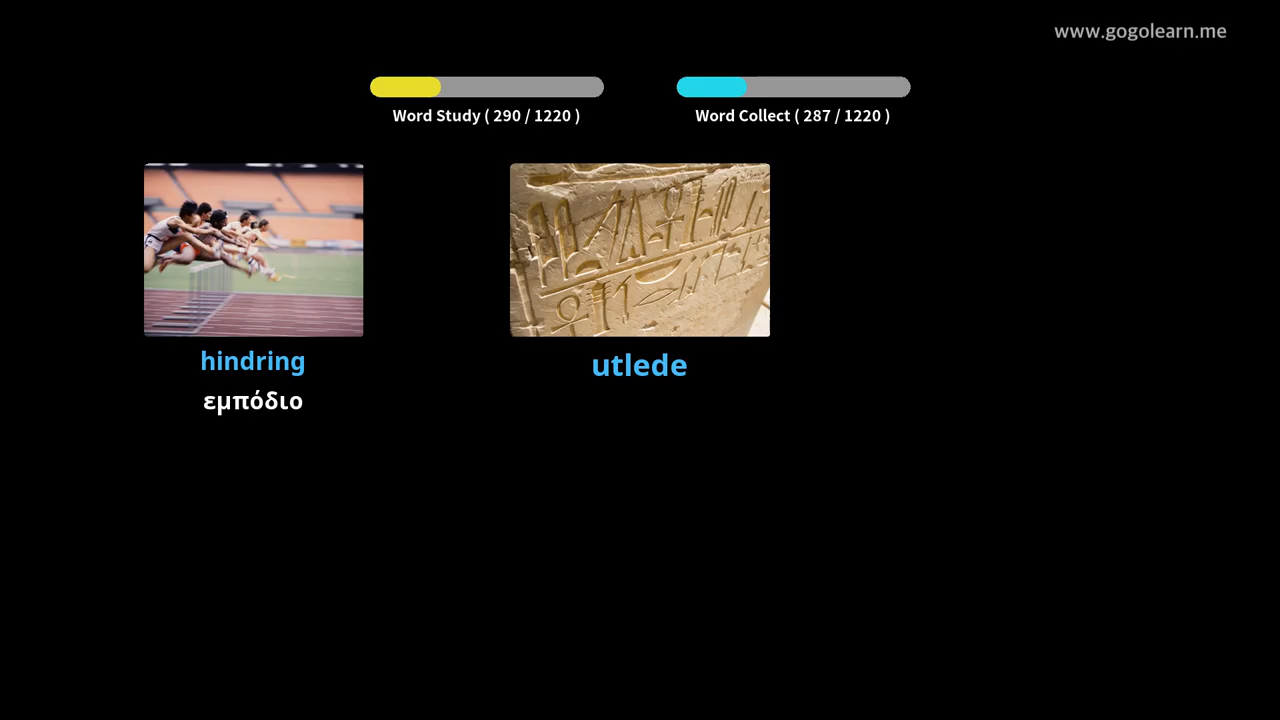 www.gogolearn.me
Word Study ( 290 / 1220 )
Word Collect ( 287 / 1220 )
hindring
εμπόδιο
utlede